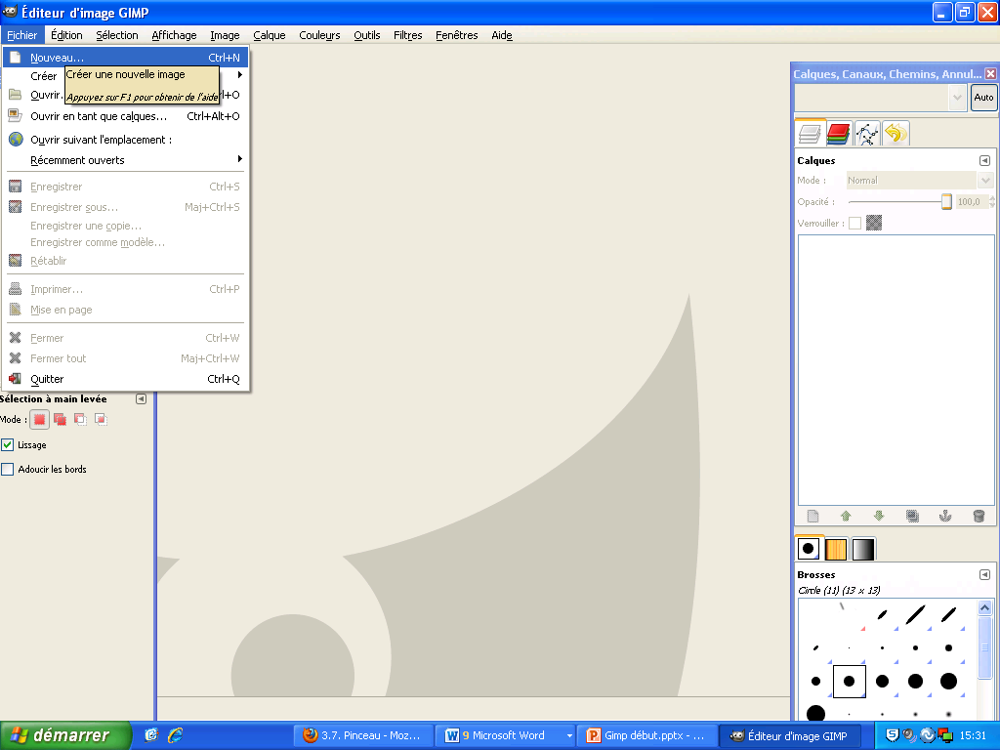 Éditeur d'image GIMP
Fichier Édition Sélection Affichage Image Calque Couleurs Outils Filtres Fenêtres Aide
Nouveau... Ctrl+N
Créer
Créer une nouvelle image
Appuyez sur F1 pour obtenir de l'aide
Ouvrir.
Ouvrir en tant que calques... Ctrl+Alt+O
Ouvrir suivant l'emplacement :
Récemment ouverts
Enregistrer Ctrl+S
Enregistrer sous... Maj+Ctrl+S
Enregistrer une copie...
Enregistrer comme modèle...
Rétablir
Imprimer... Ctrl+P
Mise en page
Fermer Ctrl+W
Fermer tout Maj+Ctrl+W
Quitter Ctrl+Q
Sélection à main levée
Mode :
Lissage
Adoucir les bords
Calques, Canaux, Chemins, Annul...
Auto
Calques
Mode : Normal
Opacité : 100,0
Verrouiller :
Brosses
Circle (11) (13 x 13)
démarrer
3.7. Pinceau - Moz...
9 Microsoft Word
Gimp début.pptx - ...
Éditeur d'image GIMP
15:31